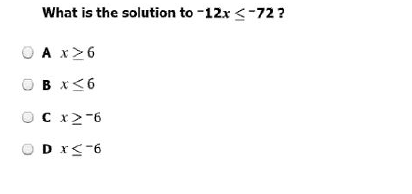 What is the solution to ⁻12x ≤ ⁻72 ?
A x ≥ 6
B x ≤ 6
C x ≥ ⁻6
D x ≤ ⁻6